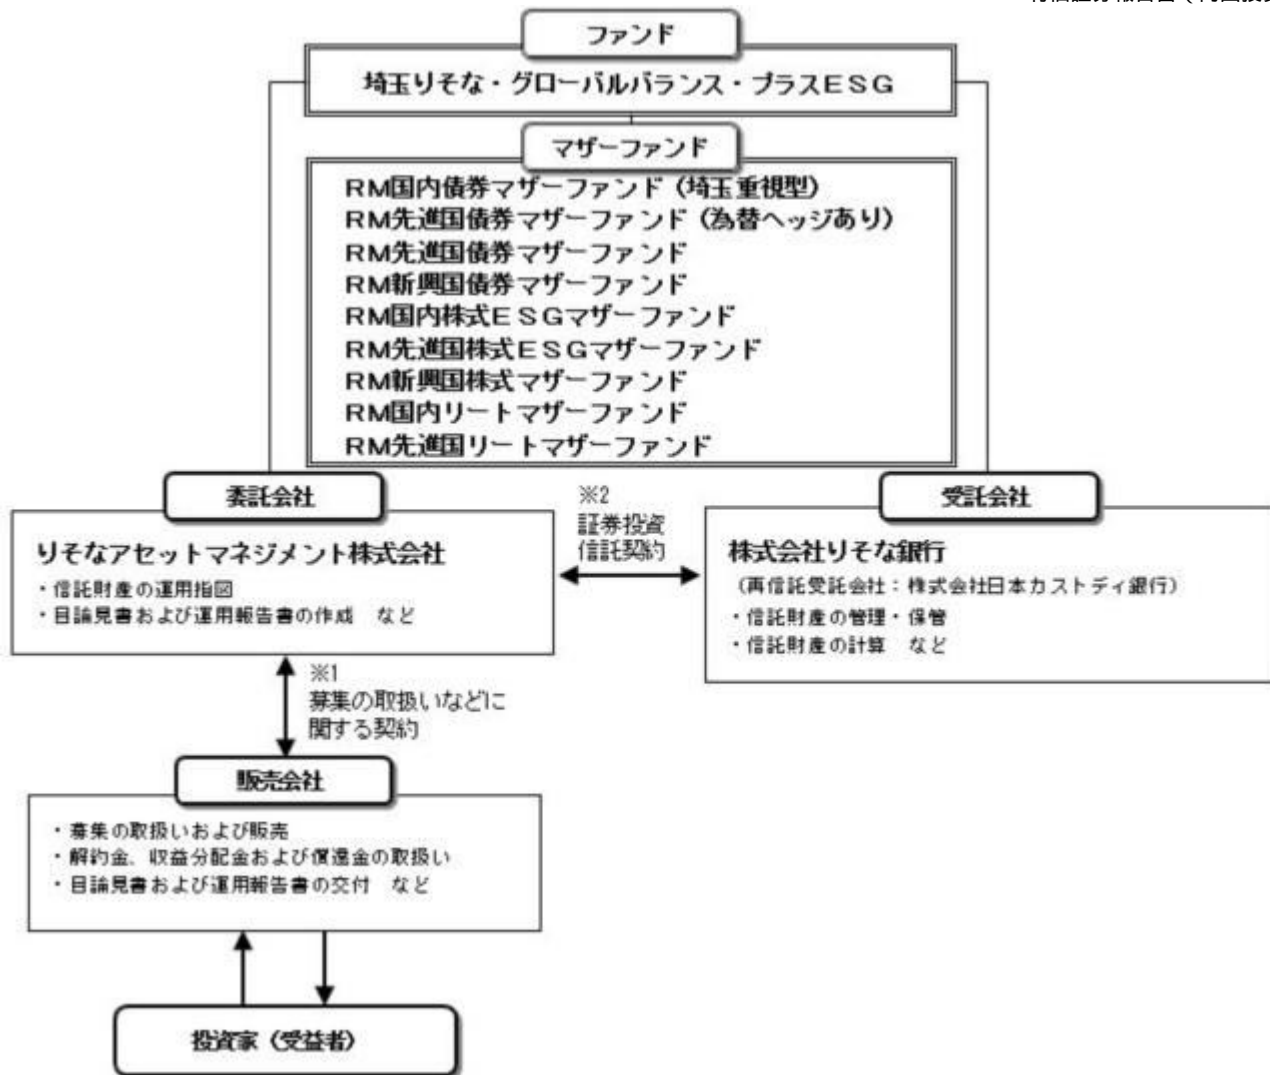 ファンド
埼玉りそな・グローバルバランス・プラスESG
マザーファンド
RM国内債券マザーファンド(埼玉重視型)
RM先進国債券マザーファンド(為替ヘッジあり)
RM先進国債券マザーファンド
RM新興国債券マザーファンド
RM国内株式ESGマザーファンド
RM先進国株式ESGマザーファンド
RM新興国株式マザーファンド
RM国内リートマザーファンド
RM先進国リートマザーファンド
委託会社
りそなアセットマネジメント株式会社
・信託財産の運用指図
・目論見書および運用報告書の作成 など
※2
証券投資
信託契約
受託会社
株式会社りそな銀行
(再信託受託会社:株式会社日本カストディ銀行)
・信託財産の管理・保管
・信託財産の計算 など
※1
募集の取扱いなどに
関する契約
販売会社
・募集の取扱いおよび販売
・解約金、収益分配金および償還金の取扱い
・目論見書および運用報告書の交付 など
投資家(受益者)